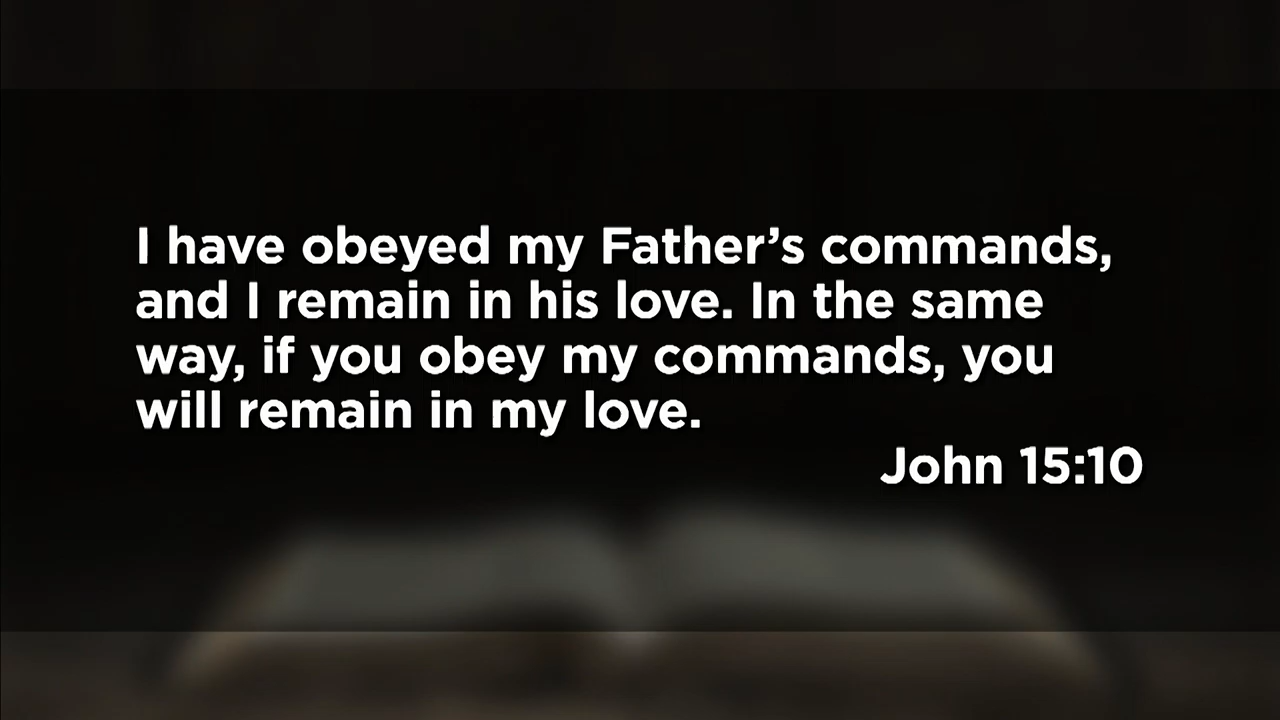 I have obeyed my Father’s commands,
and I remain in his love. In the same
way, if you obey my commands, you
will remain in my love.
John 15:10